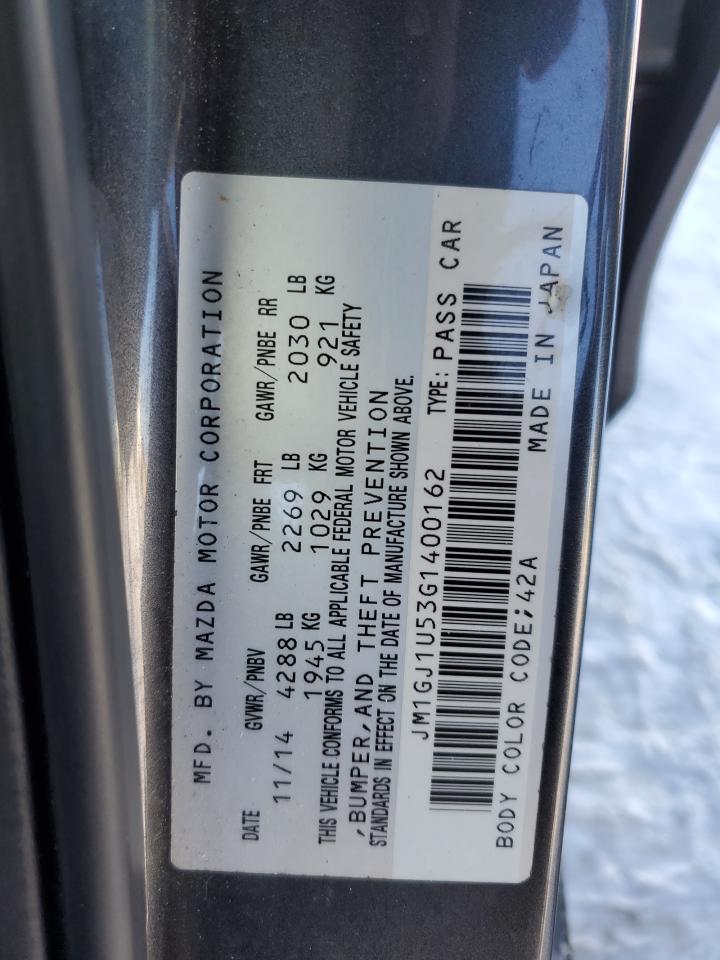 MFD. BY MAZDA MOTOR CORPORATION
DATE GVWR/PNBV GAWR/PNBE FRT GAWR/PNBE RR
11/14 4288 LB 2269 LB 2030 LB
1945 KG 1029 KG 921 KG
THIS VEHICLE CONFORMS TO ALL APPLICABLE FEDERAL MOTOR VEHICLE SAFETY
,BUMPER,AND THEFT PREVENTION
STANDARDS IN EFFECT ON THE DATE OF MANUFACTURE SHOWN ABOVE.
JM1GJ1U53G1400162 TYPE: PASS CAR
BODY COLOR CODE;42A MADE IN JAPAN